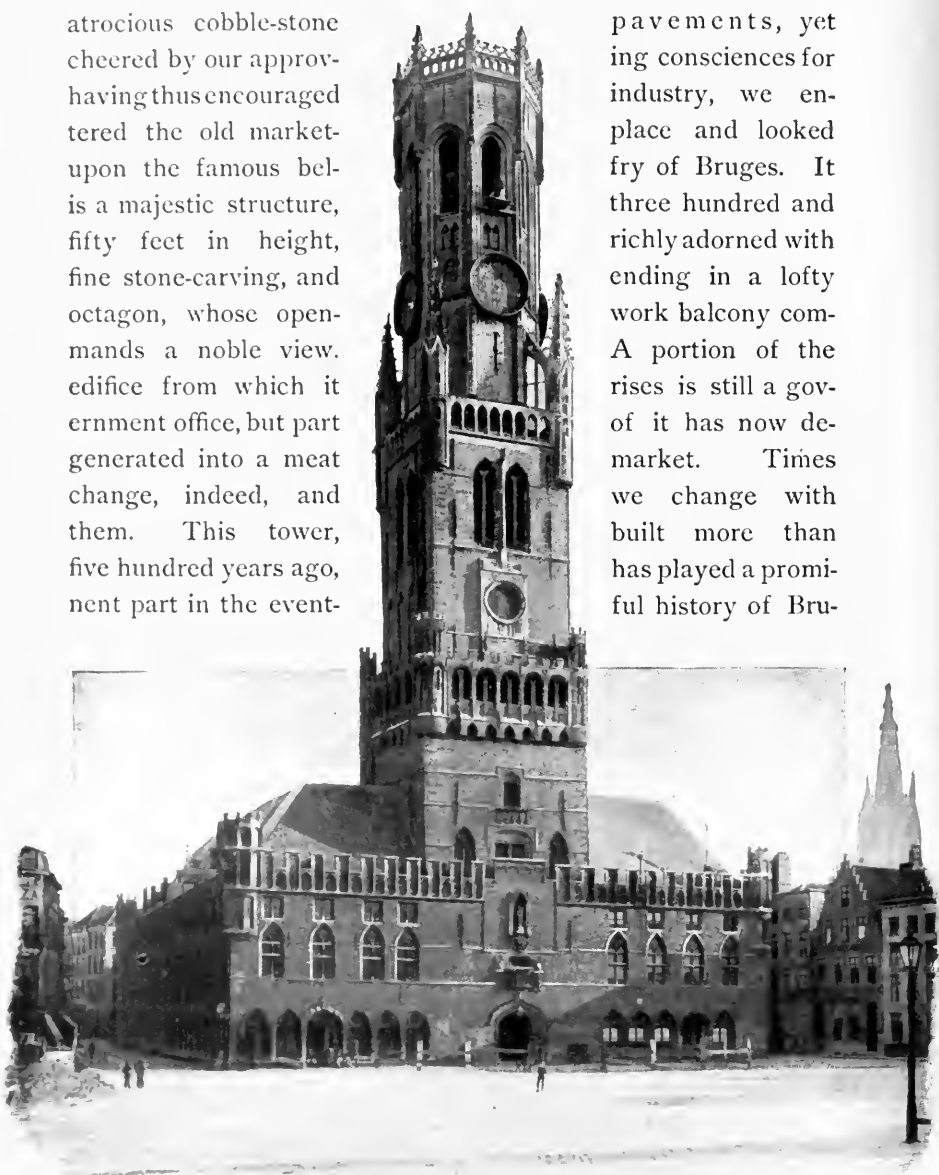 atrocious cobble-stone pavements, yet
cheered by our approv- ing consciences for
having thus encouraged industry, we en-
tered the old market- place and looked
upon the famous bel- fry of Bruges. It
is a majestic structure, three hundred and
fifty feet in height, richly adorned with
fine stone-carving, and ending in a lofty
octagon, whose open- work balcony com-
mands a noble view. A portion of the
edifice from which it rises is still a gov-
ernment office, but part of it has now de-
generated into a meat market. Times
change, indeed, and we change with
them. This tower, built more than
five hundred years ago, has played a promi-
nent part in the event- ful history of Bru-